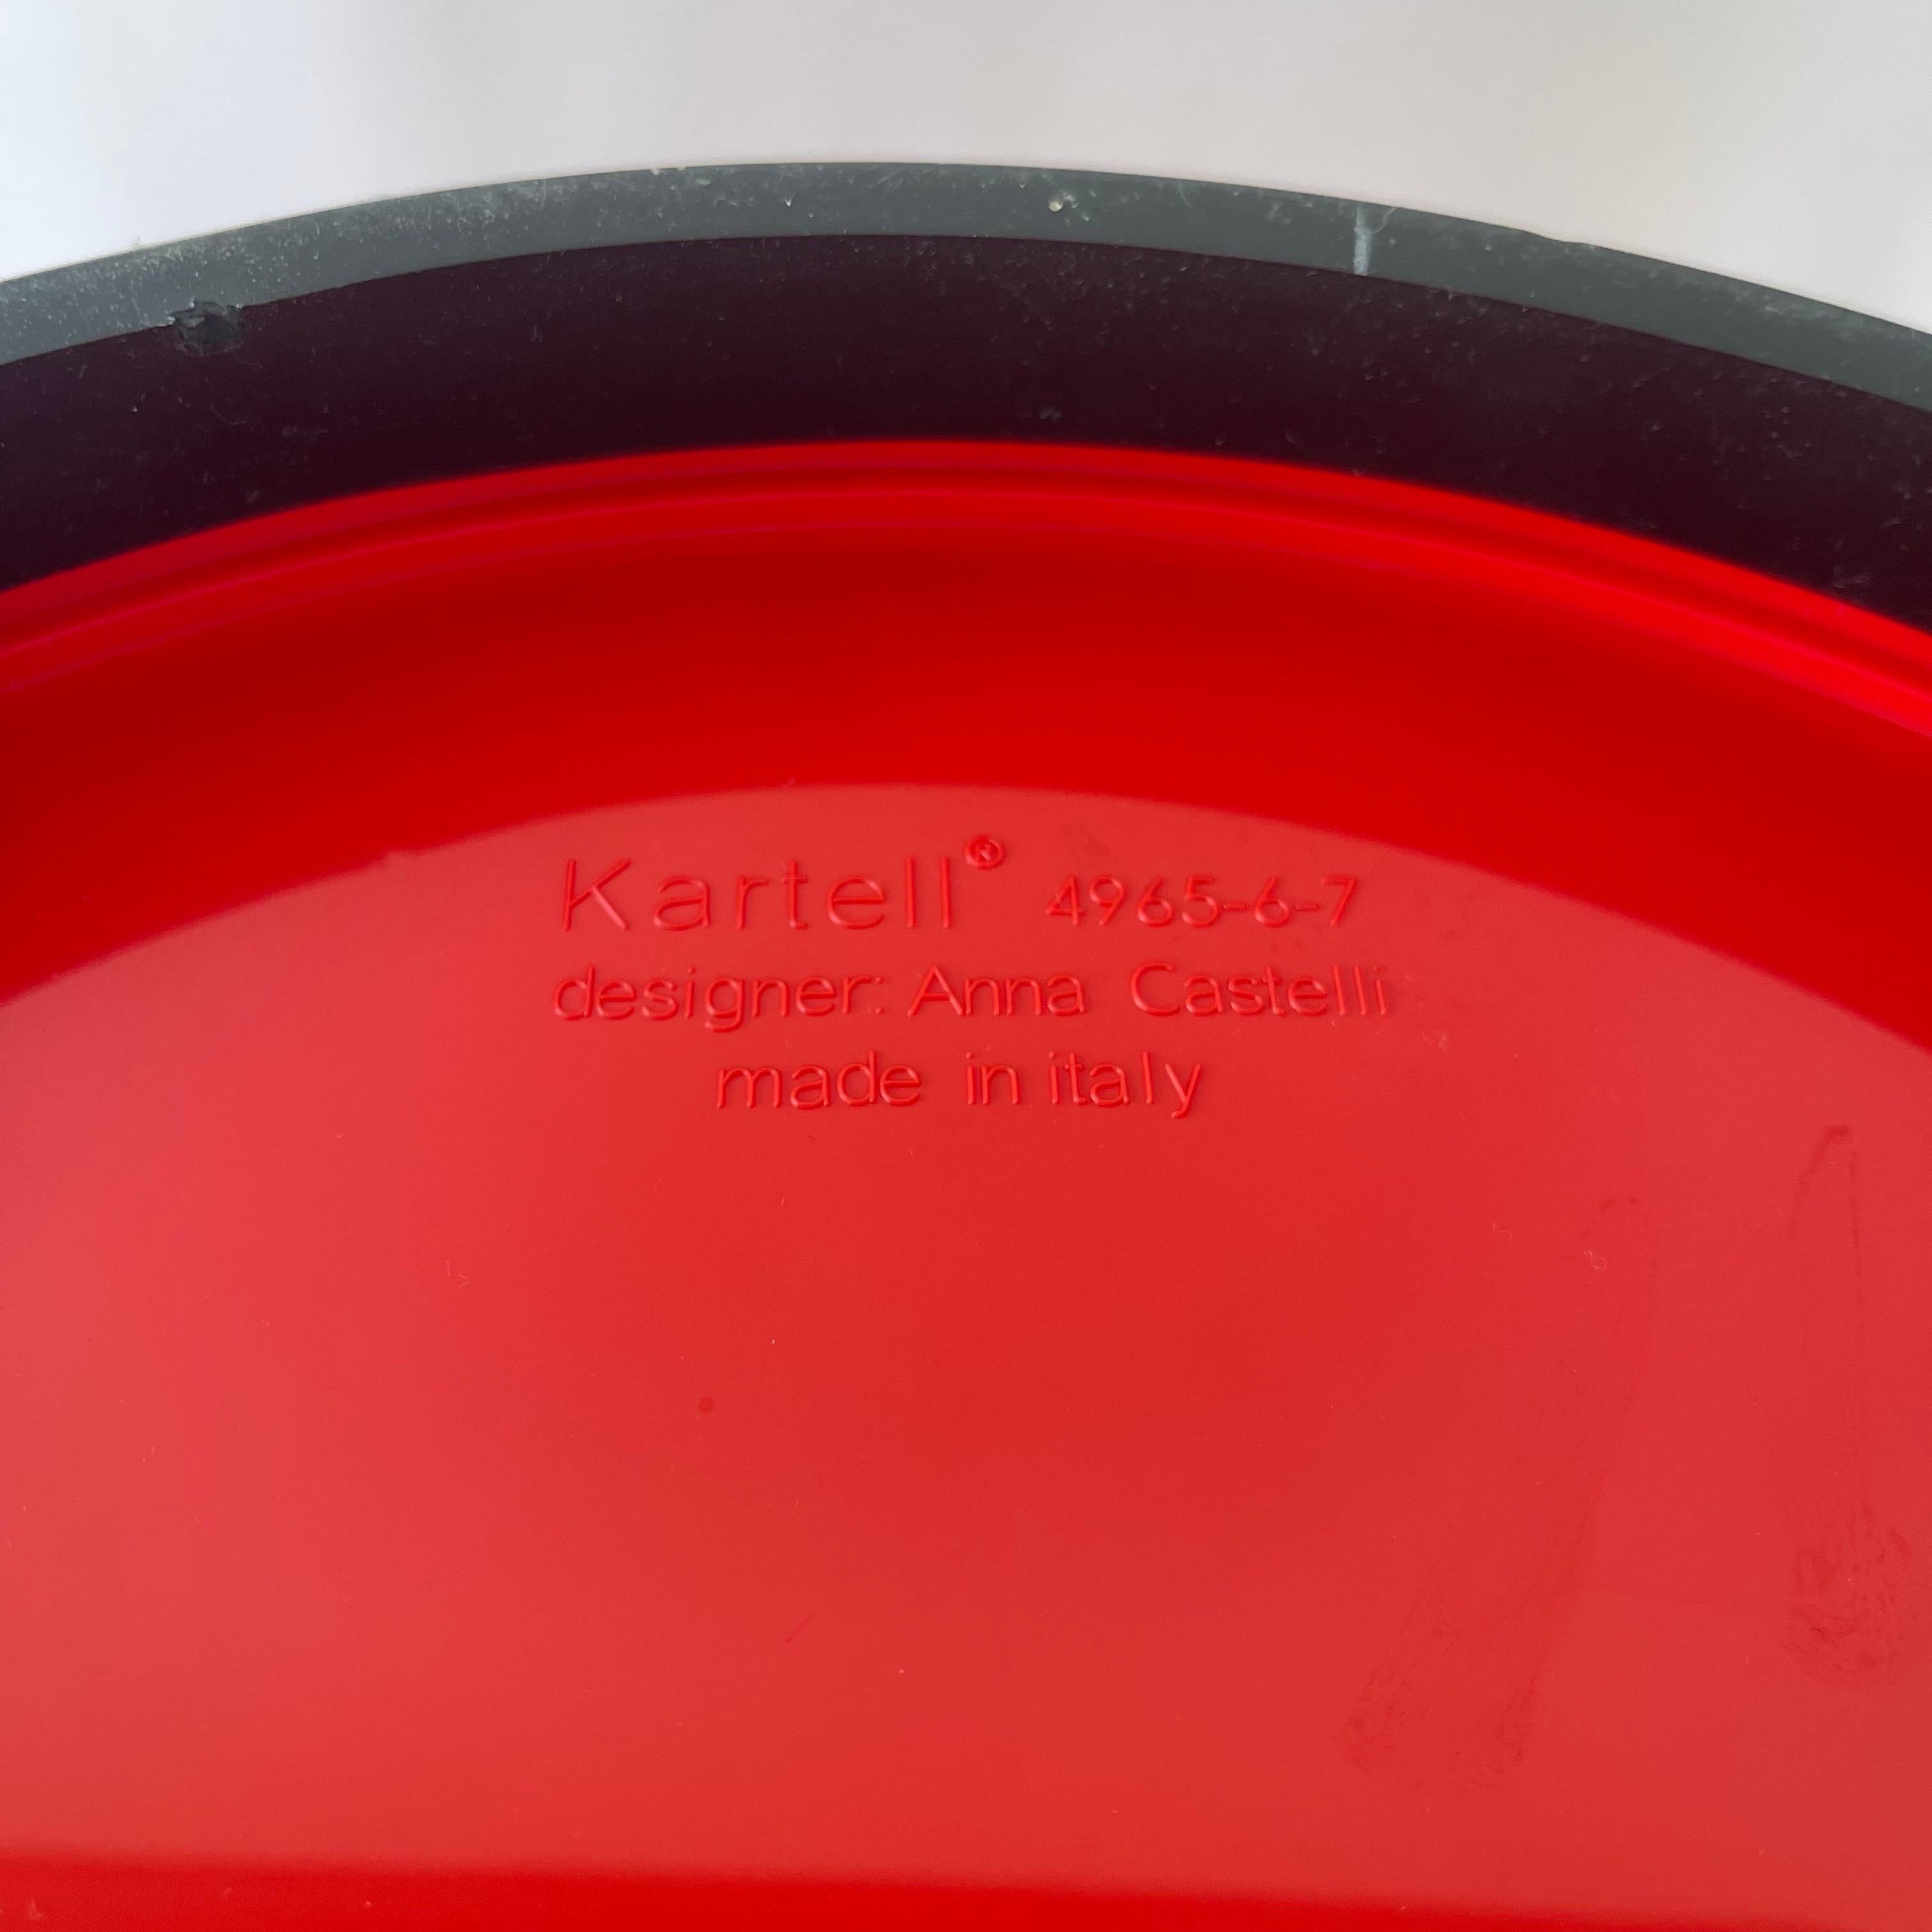 Kartell® 4965-6-7
designer: Anna Castelli
made in italy